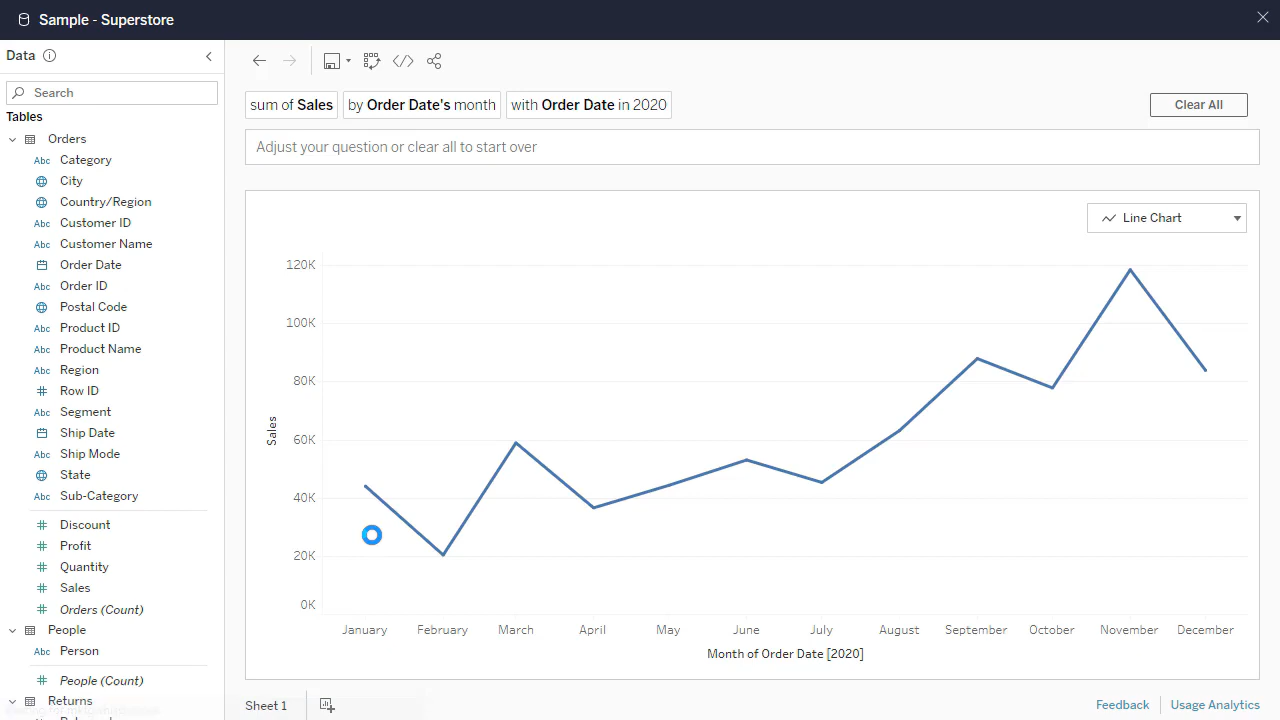 Sample - Superstore
Data
Search
Tables
Orders
Abc Category
City
Country/Region
Abc Customer ID
Abc Customer Name
Order Date
Abc Order ID
Postal Code
Abc Product ID
Abc Product Name
Abc Region
Row ID
Abc Segment
Ship Date
Abc Ship Mode
State
Abc Sub-Category
Discount
Profit
Quantity
Sales
Orders (Count)
People
Abc Person
People (Count)
Returns
sum of Sales by Order Date's month with Order Date in 2020
Clear All
Adjust your question or clear all to start over
Line Chart
120K
100K
80K
60K
40K
20K
0K
Sales
January February March April May June July August September October November December
Month of Order Date [2020]
Sheet 1
Feedback Usage Analytics